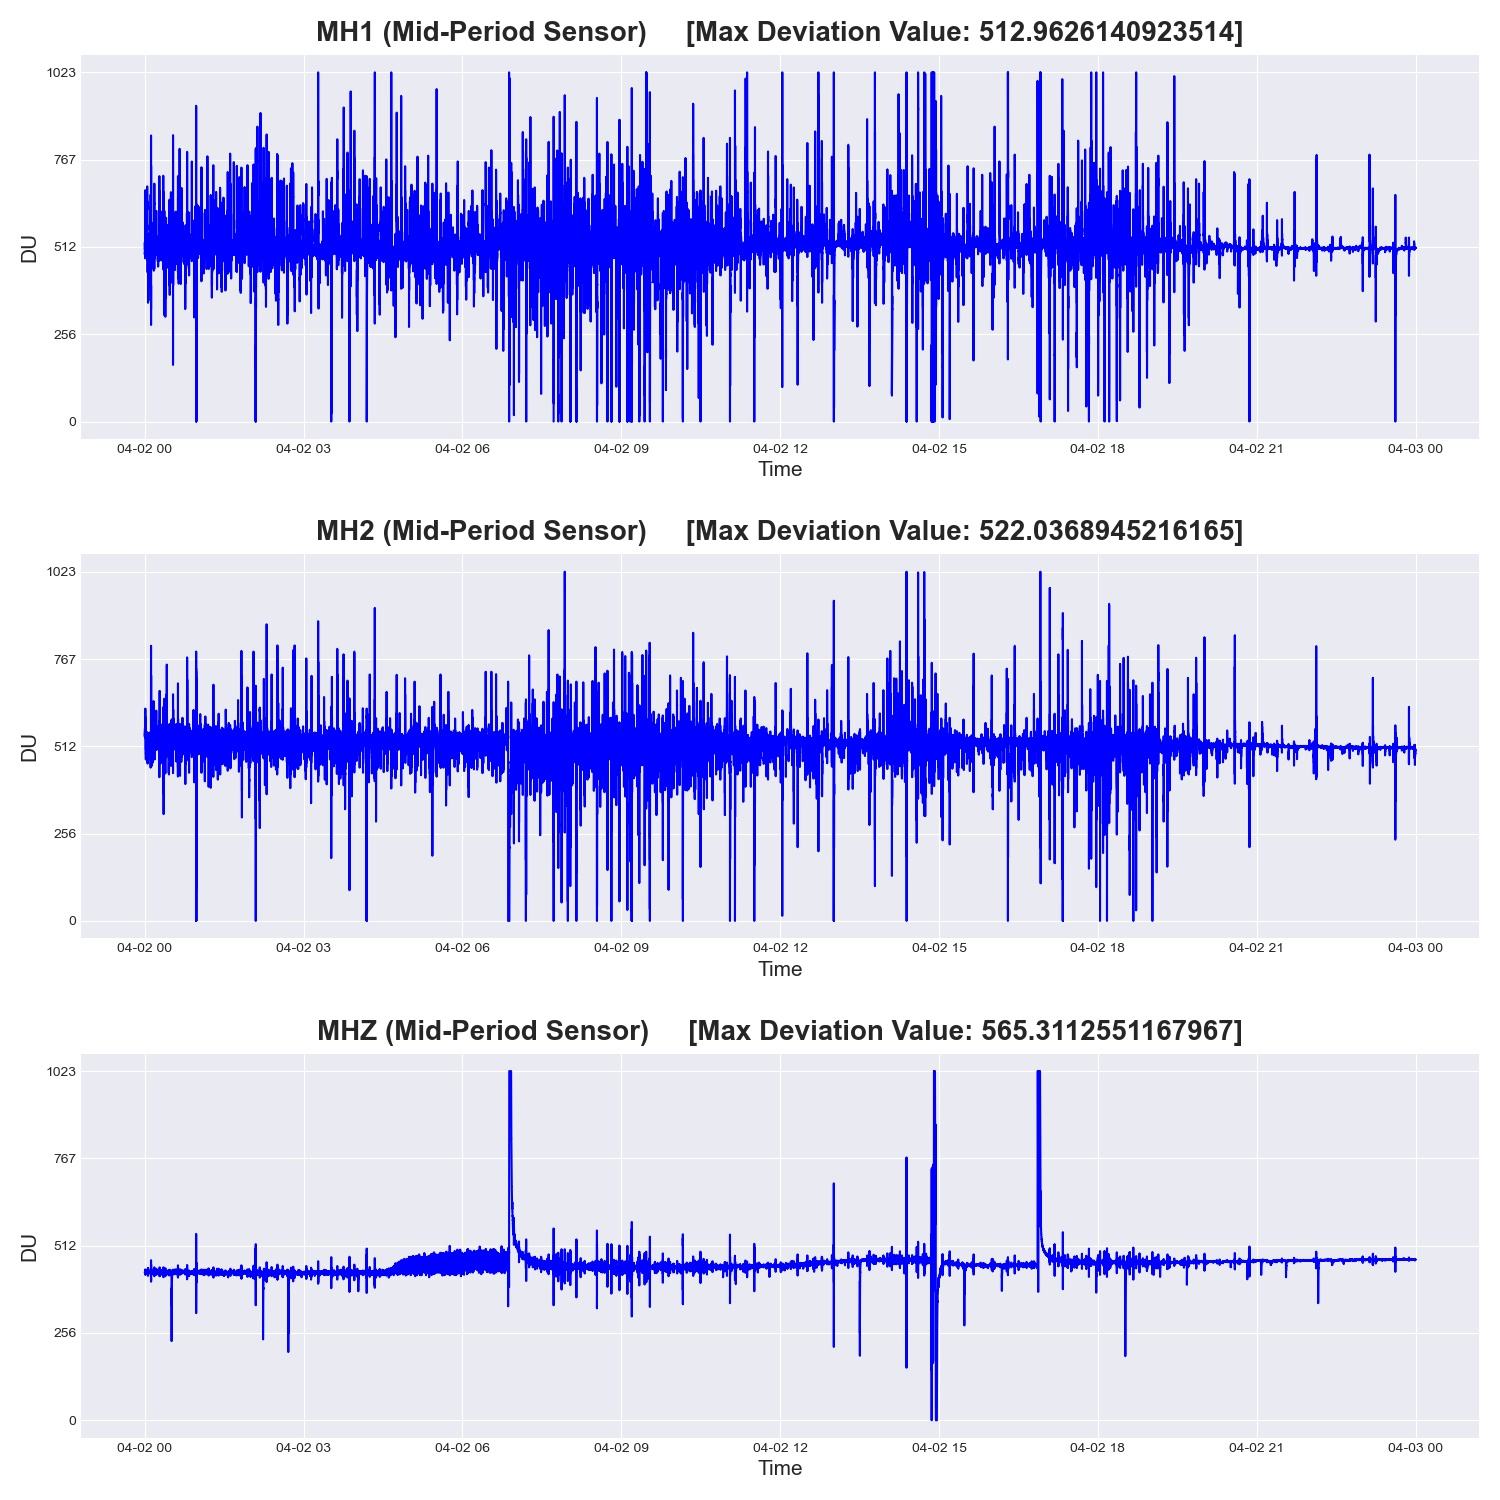 MH1 (Mid-Period Sensor) [Max Deviation Value: 512.9626140923514]
1023
767
512
256
0
DU
04-02 00 04-02 03 04-02 06 04-02 09 04-02 12 04-02 15 04-02 18 04-02 21 04-03 00
Time
MH2 (Mid-Period Sensor) [Max Deviation Value: 522.0368945216165]
1023
767
512
256
0
DU
04-02 00 04-02 03 04-02 06 04-02 09 04-02 12 04-02 15 04-02 18 04-02 21 04-03 00
Time
MHZ (Mid-Period Sensor) [Max Deviation Value: 565.3112551167967]
1023
767
512
256
0
DU
04-02 00 04-02 03 04-02 06 04-02 09 04-02 12 04-02 15 04-02 18 04-02 21 04-03 00
Time